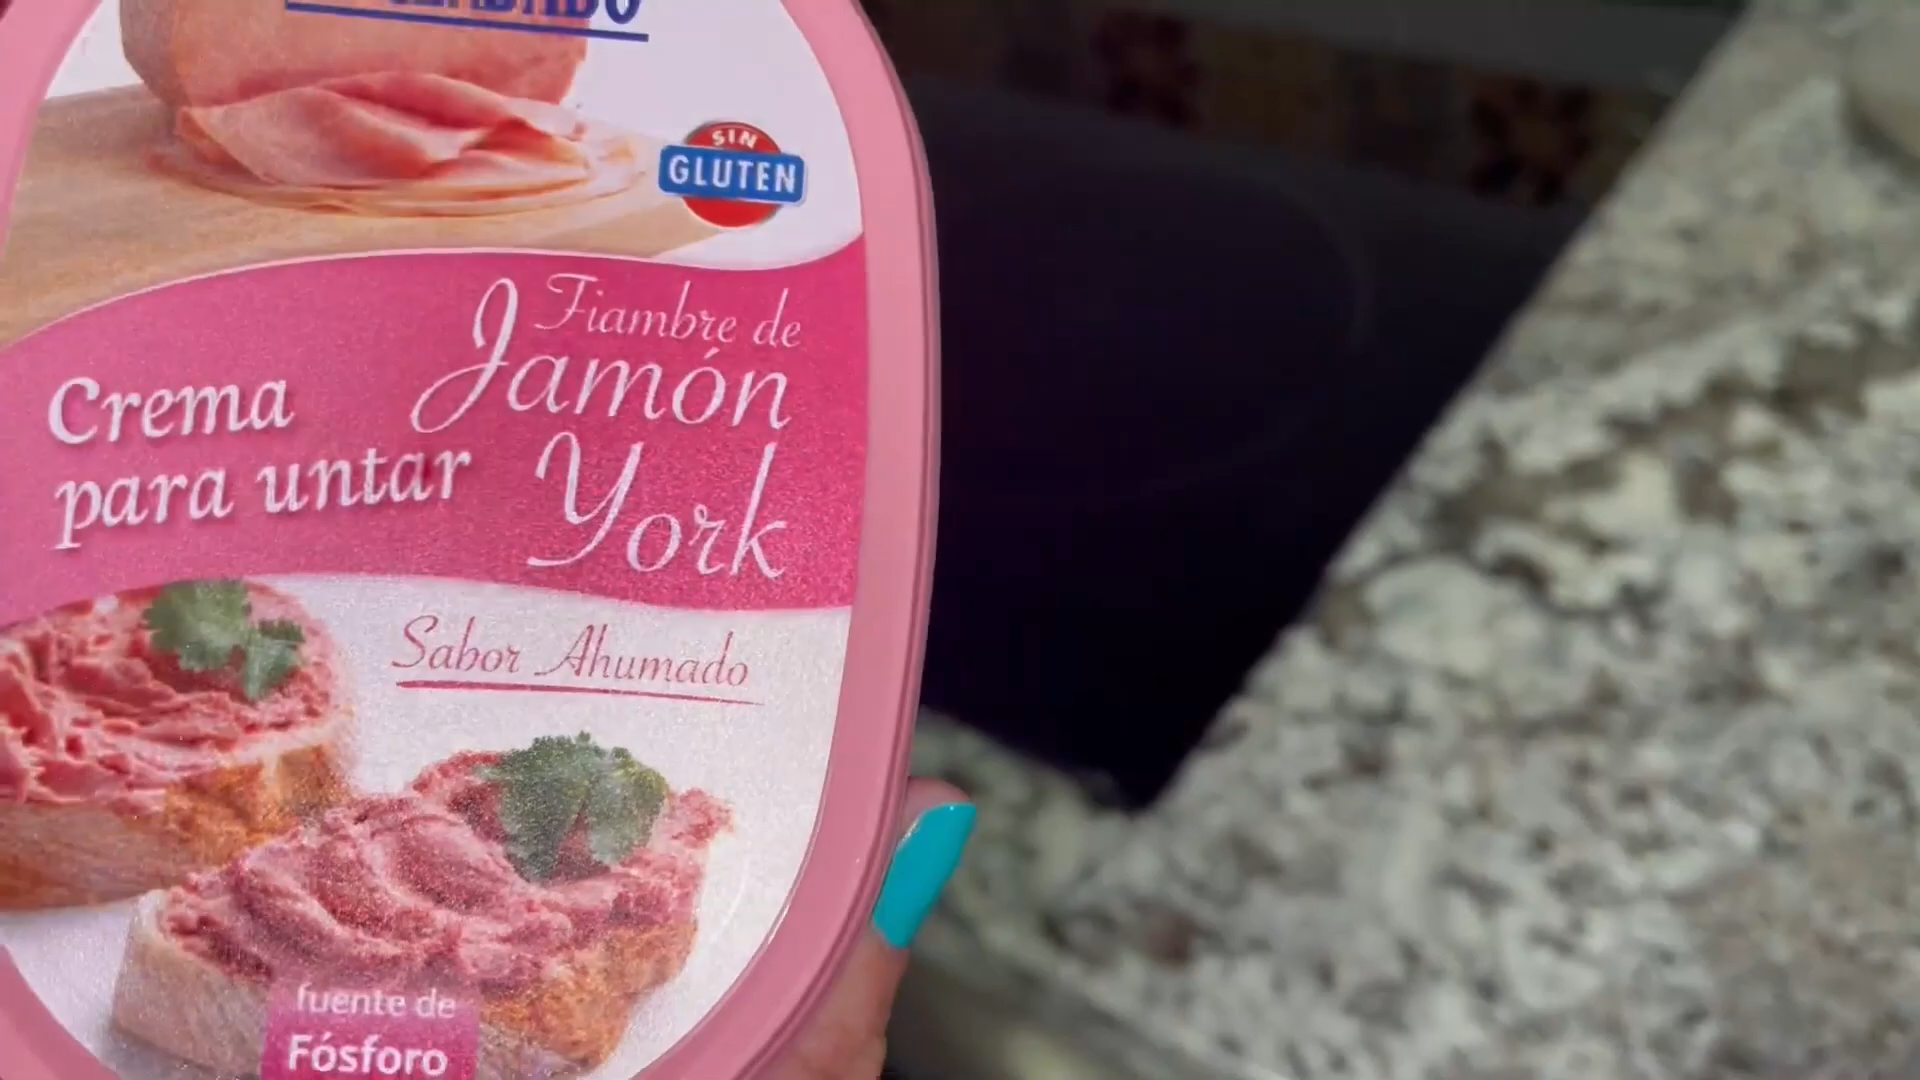 SIN
GLUTEN
Fiambre de
Jamón
York
Crema
para untar
Sabor Ahumado
fuente de
Fósforo